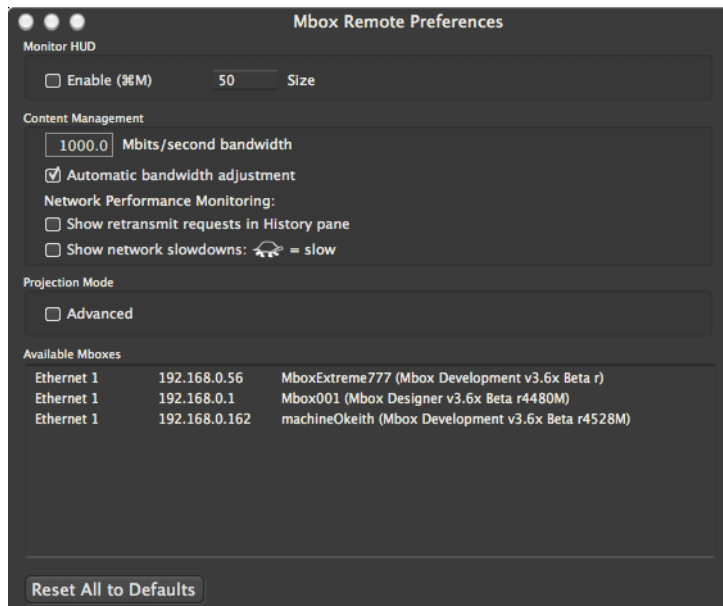 Mbox Remote Preferences
Monitor HUD
Enable (⌘M) 50 Size
Content Management
1000.0 Mbits/second bandwidth
Automatic bandwidth adjustment
Network Performance Monitoring:
Show retransmit requests in History pane
Show network slowdowns: = slow
Projection Mode
Advanced
Available Mboxes
Ethernet 1 192.168.0.56 MboxExtreme777 (Mbox Development v3.6x Beta r)
Ethernet 1 192.168.0.1 Mbox001 (Mbox Designer v3.6x Beta r4480M)
Ethernet 1 192.168.0.162 machineOkeith (Mbox Development v3.6x Beta r4528M)
Reset All to Defaults